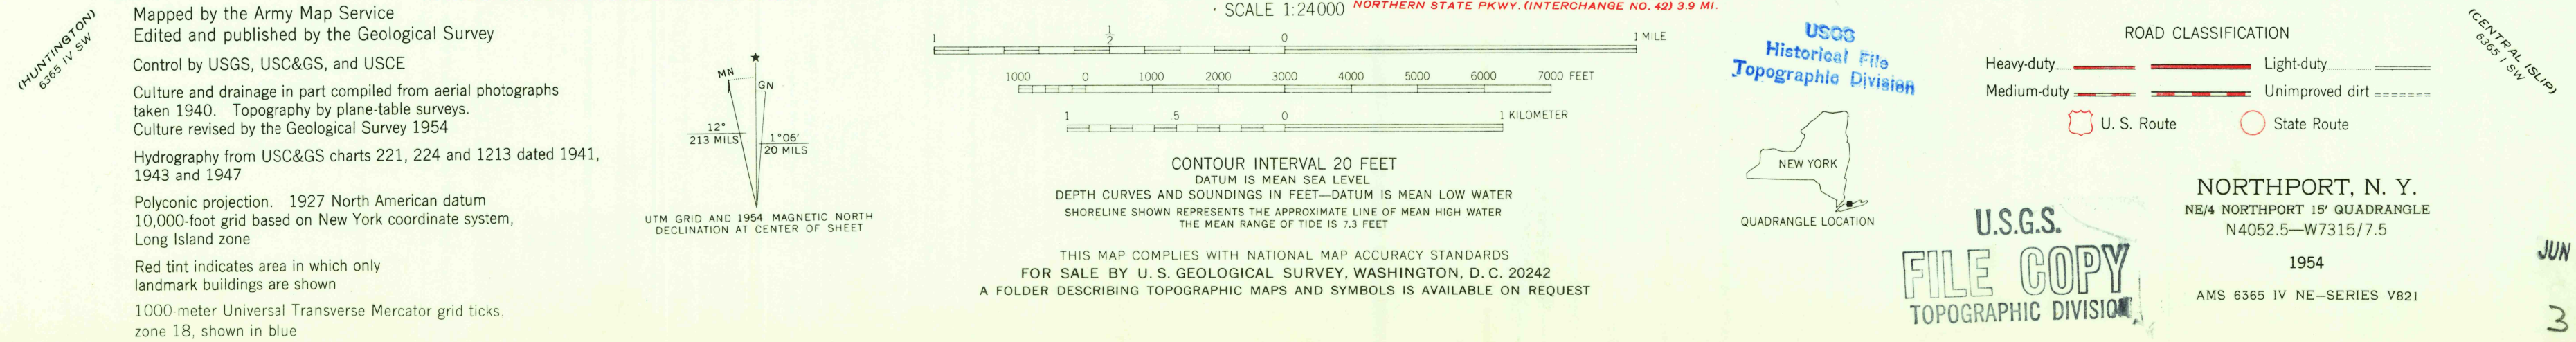 (HUNTINGTON)
6365 IV SW
Mapped by the Army Map Service
Edited and published by the Geological Survey
Control by USGS, USC&GS, and USCE
Culture and drainage in part compiled from aerial photographs
taken 1940. Topography by plane-table surveys.
Culture revised by the Geological Survey 1954
Hydrography from USC&GS charts 221, 224 and 1213 dated 1941,
1943 and 1947
Polyconic projection. 1927 North American datum
10,000-foot grid based on New York coordinate system,
Long Island zone
Red tint indicates area in which only
landmark buildings are shown
1000-meter Universal Transverse Mercator grid ticks.
zone 18, shown in blue
MN
GN
12°
213 MILS
1°06'
20 MILS
UTM GRID AND 1954 MAGNETIC NORTH
DECLINATION AT CENTER OF SHEET
SCALE 1:24000
NORTHERN STATE PKWY. (INTERCHANGE NO. 42) 3.9 MI.
1 1/2 0 1 MILE
1000 0 1000 2000 3000 4000 5000 6000 7000 FEET
1 5 0 1 KILOMETER
CONTOUR INTERVAL 20 FEET
DATUM IS MEAN SEA LEVEL
DEPTH CURVES AND SOUNDINGS IN FEET—DATUM IS MEAN LOW WATER
SHORELINE SHOWN REPRESENTS THE APPROXIMATE LINE OF MEAN HIGH WATER
THE MEAN RANGE OF TIDE IS 7.3 FEET
THIS MAP COMPLIES WITH NATIONAL MAP ACCURACY STANDARDS
FOR SALE BY U. S. GEOLOGICAL SURVEY, WASHINGTON, D. C. 20242
A FOLDER DESCRIBING TOPOGRAPHIC MAPS AND SYMBOLS IS AVAILABLE ON REQUEST
USGS
Historical File
Topographic Division
NEW YORK
QUADRANGLE LOCATION
ROAD CLASSIFICATION
Heavy-duty Light-duty
Medium-duty Unimproved dirt
U. S. Route State Route
(CENTRAL ISLIP)
6365 I SW
U.S.G.S.
FILE COPY
TOPOGRAPHIC DIVISION
NORTHPORT, N. Y.
NE/4 NORTHPORT 15' QUADRANGLE
N4052.5—W7315/7.5
1954
AMS 6365 IV NE—SERIES V821
JUN
3